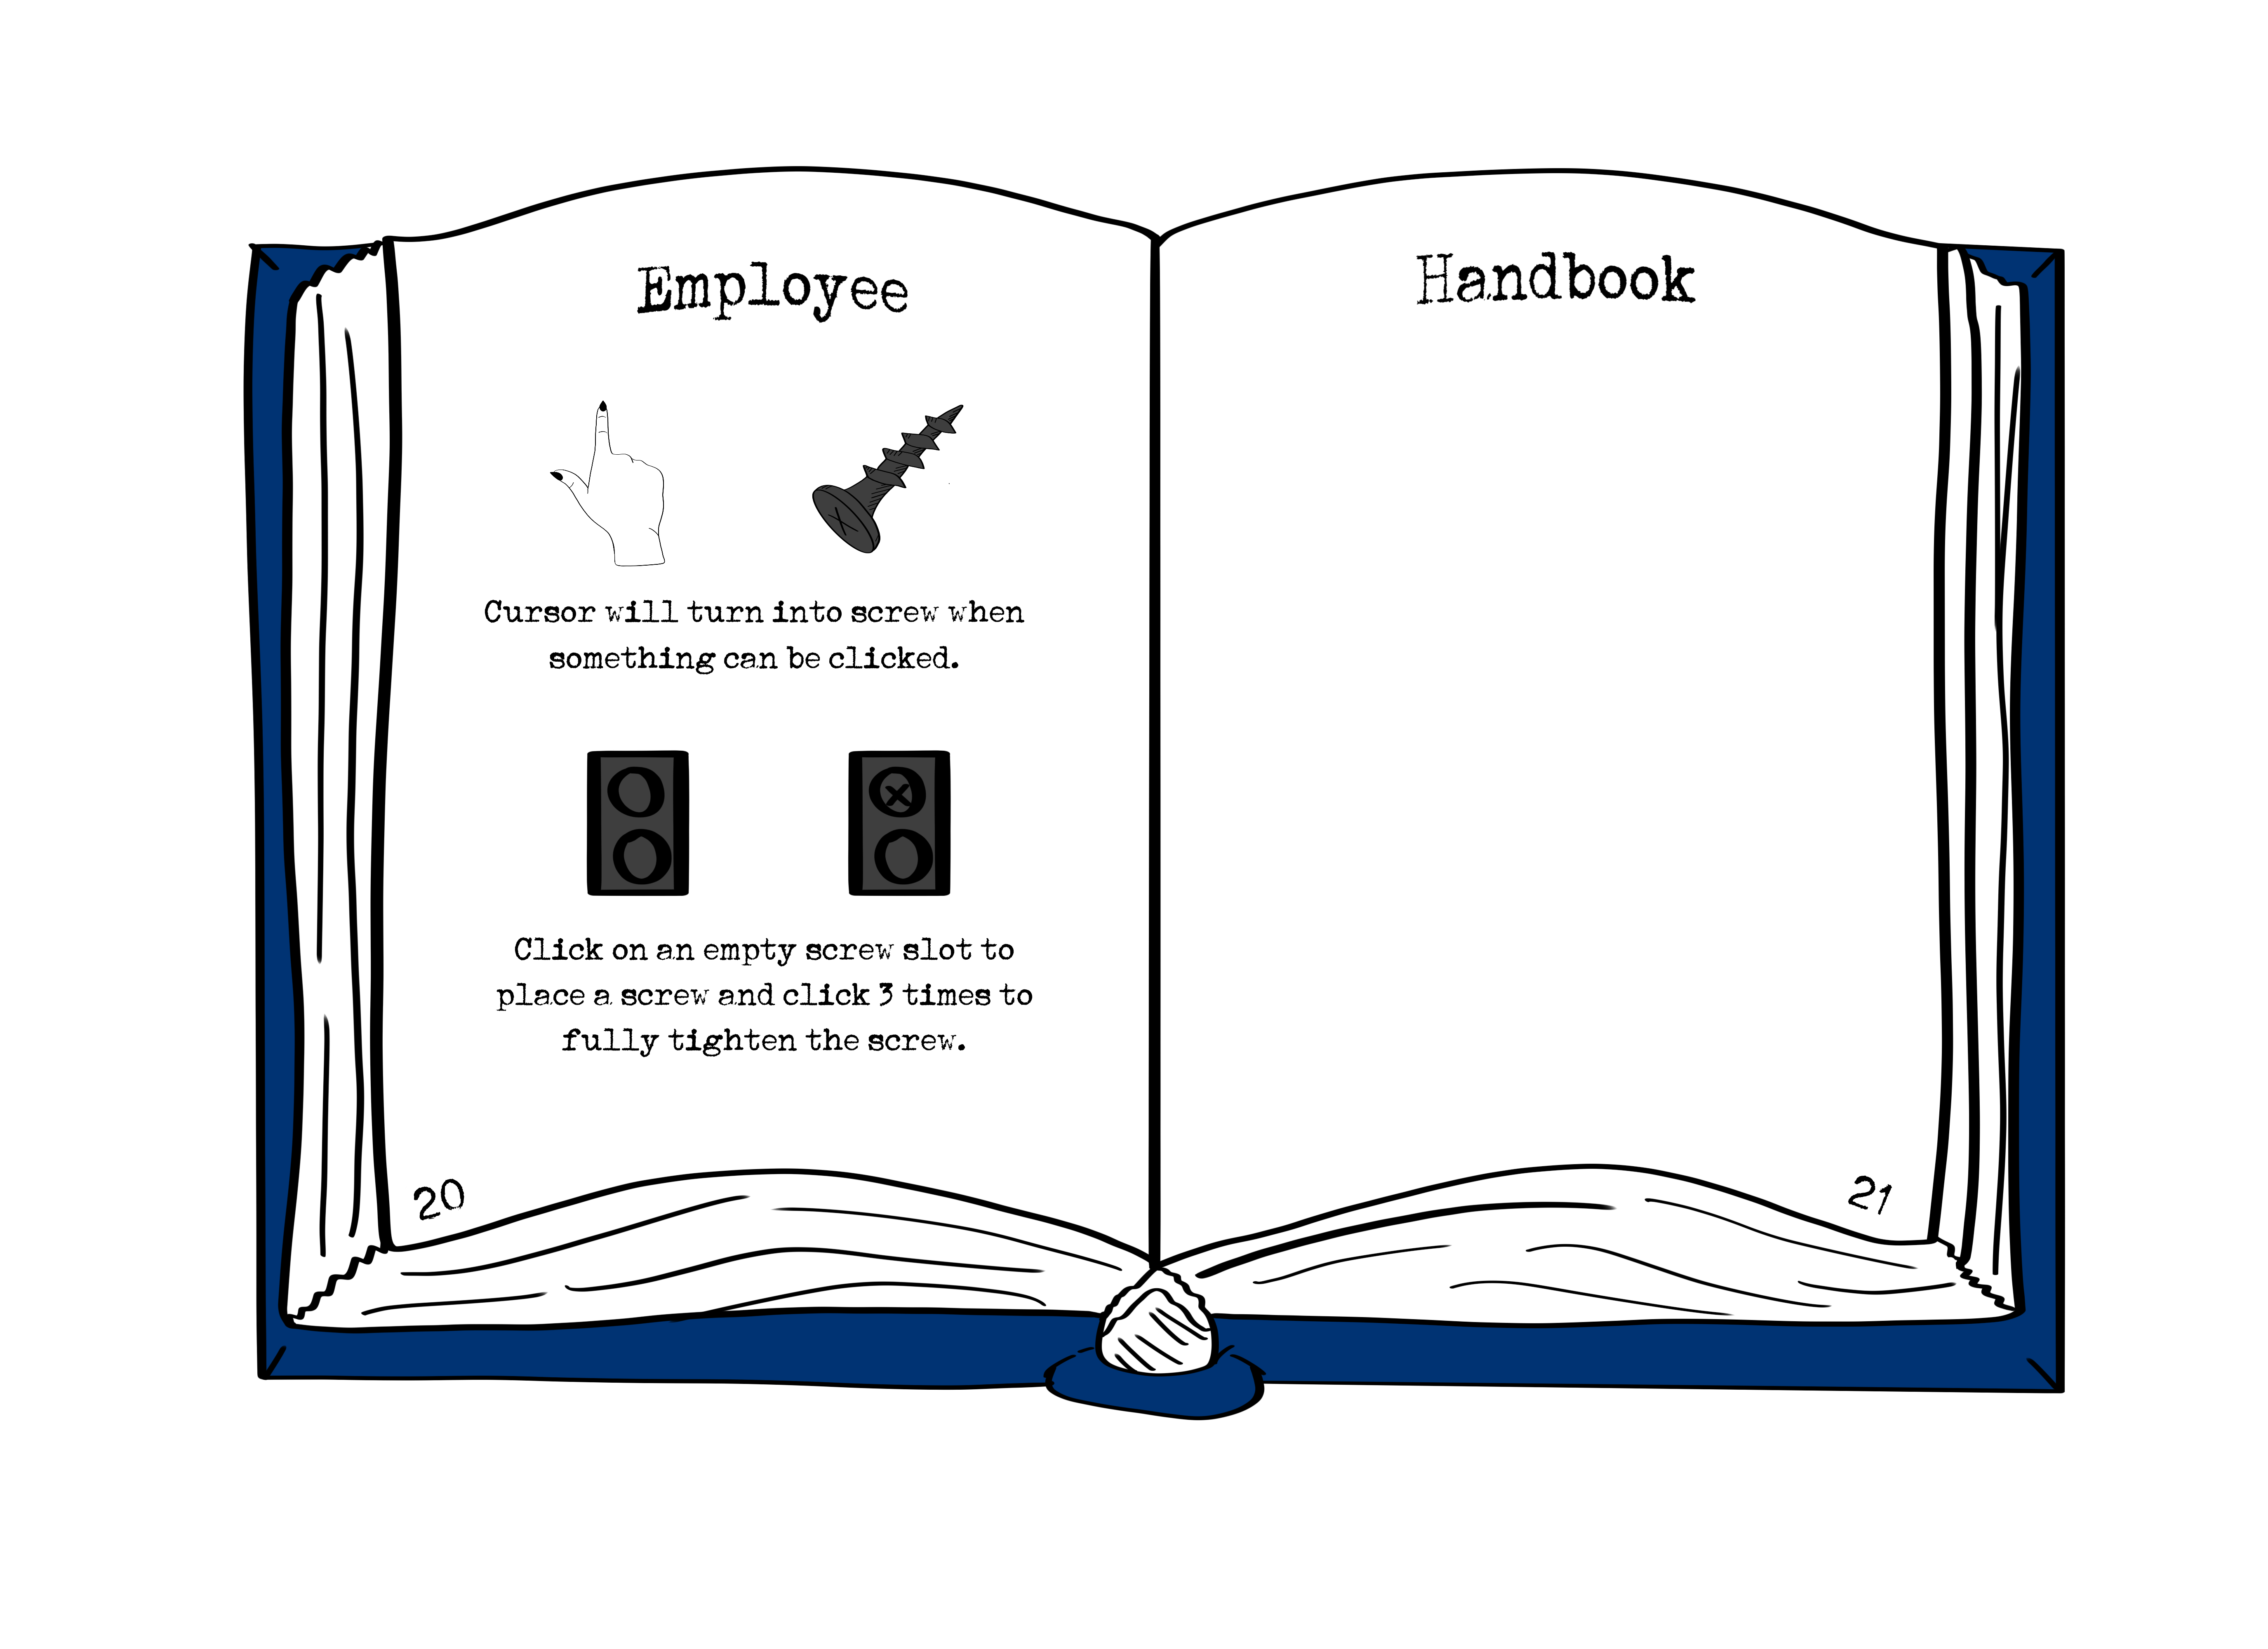 Employee
Cursor will turn into screw when
something can be clicked.
Click on an empty screw slot to
place a screw and click 3 times to
fully tighten the screw.
20
Handbook
21